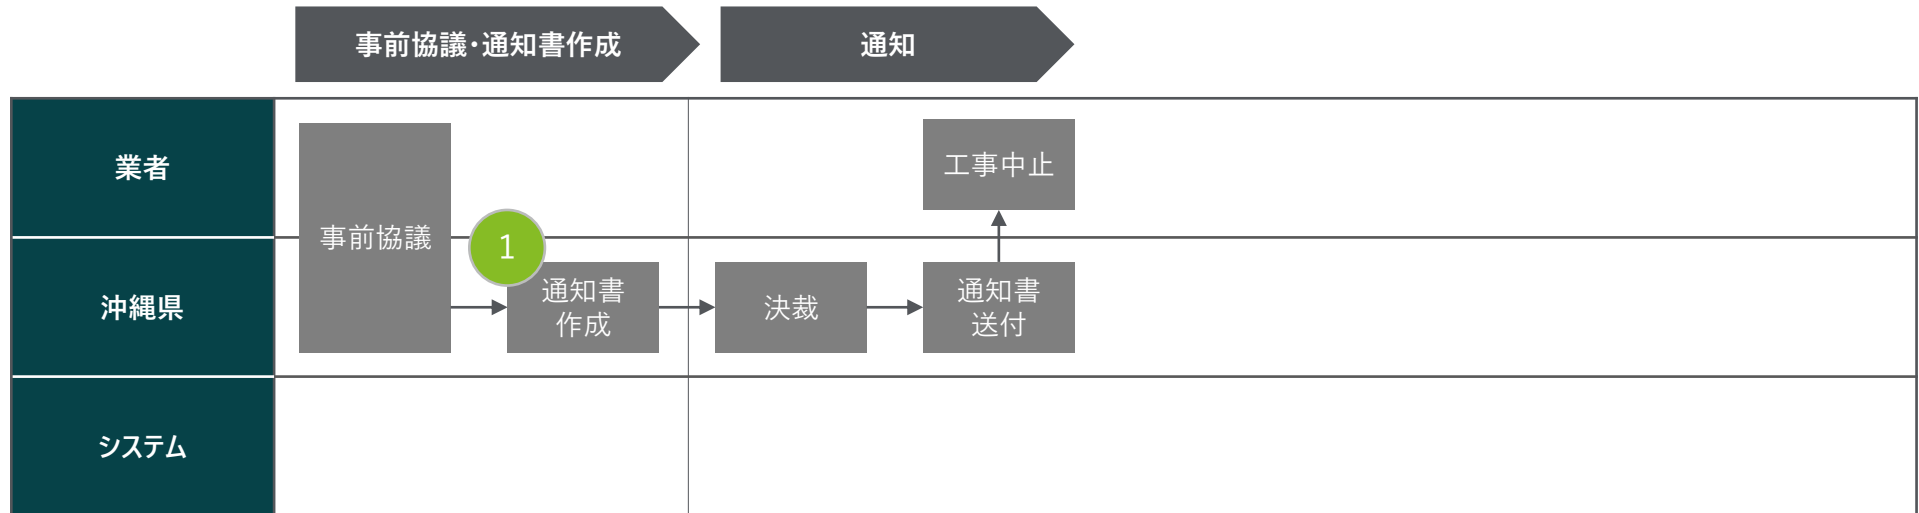 事前協議・通知書作成
通知
業者
事前協議
工事中止
1
沖縄県
通知書
作成
決裁
通知書
送付
システム